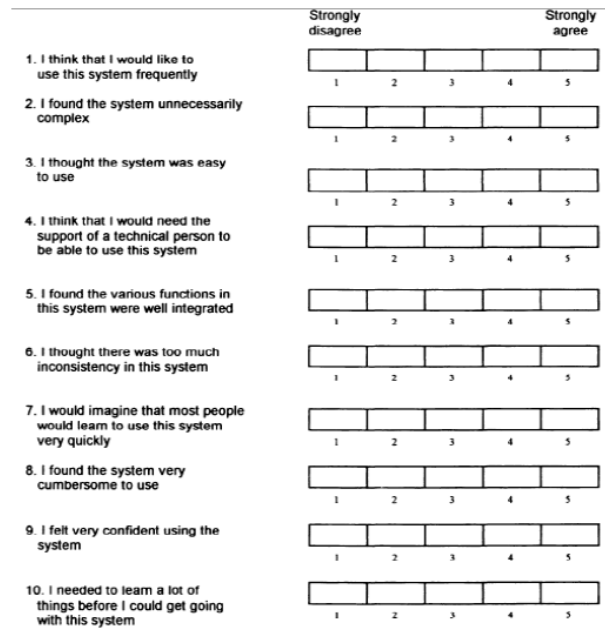 Strongly disagree
Strongly agree
1. I think that I would like to
use this system frequently
1 2 3 4 5
2. I found the system unnecessarily
complex
1 2 3 4 5
3. I thought the system was easy
to use
1 2 3 4 5
4. I think that I would need the
support of a technical person to
be able to use this system
1 2 3 4 5
5. I found the various functions in
this system were well integrated
1 2 3 4 5
6. I thought there was too much
inconsistency in this system
1 2 3 4 5
7. I would imagine that most people
would learn to use this system
very quickly
1 2 3 4 5
8. I found the system very
cumbersome to use
1 2 3 4 5
9. I felt very confident using the
system
1 2 3 4 5
10. I needed to learn a lot of
things before I could get going
with this system
1 2 3 4 5